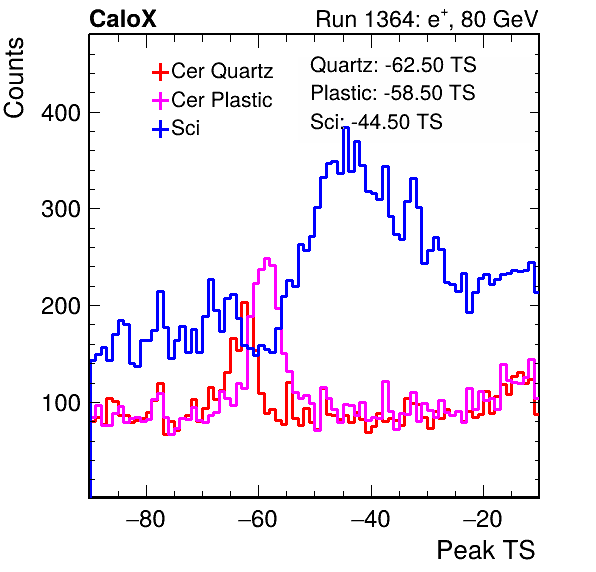 CaloX Run 1364: e⁺, 80 GeV
Counts
Cer Quartz
Cer Plastic
Sci
Quartz: -62.50 TS
Plastic: -58.50 TS
Sci: -44.50 TS
400
300
200
100
−80 −60 −40 −20
Peak TS